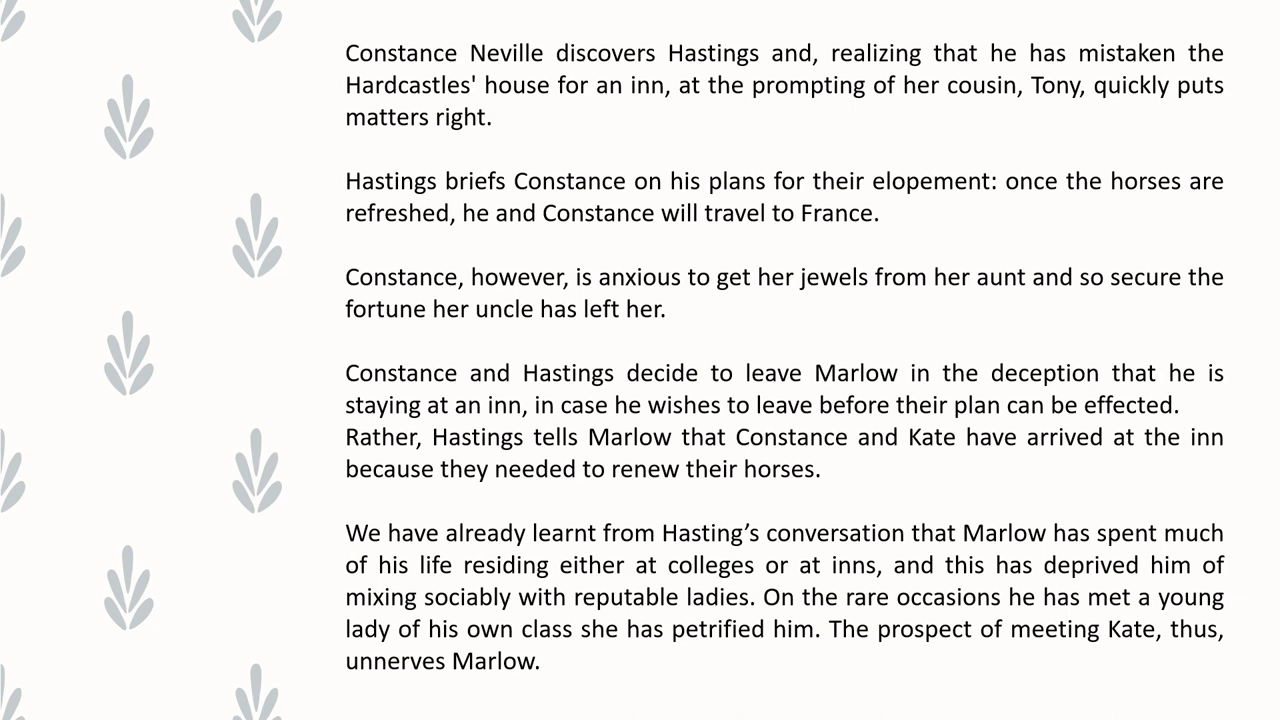 Constance Neville discovers Hastings and, realizing that he has mistaken the
Hardcastles' house for an inn, at the prompting of her cousin, Tony, quickly puts
matters right.
Hastings briefs Constance on his plans for their elopement: once the horses are
refreshed, he and Constance will travel to France.
Constance, however, is anxious to get her jewels from her aunt and so secure the
fortune her uncle has left her.
Constance and Hastings decide to leave Marlow in the deception that he is
staying at an inn, in case he wishes to leave before their plan can be effected.
Rather, Hastings tells Marlow that Constance and Kate have arrived at the inn
because they needed to renew their horses.
We have already learnt from Hasting’s conversation that Marlow has spent much
of his life residing either at colleges or at inns, and this has deprived him of
mixing sociably with reputable ladies. On the rare occasions he has met a young
lady of his own class she has petrified him. The prospect of meeting Kate, thus,
unnerves Marlow.